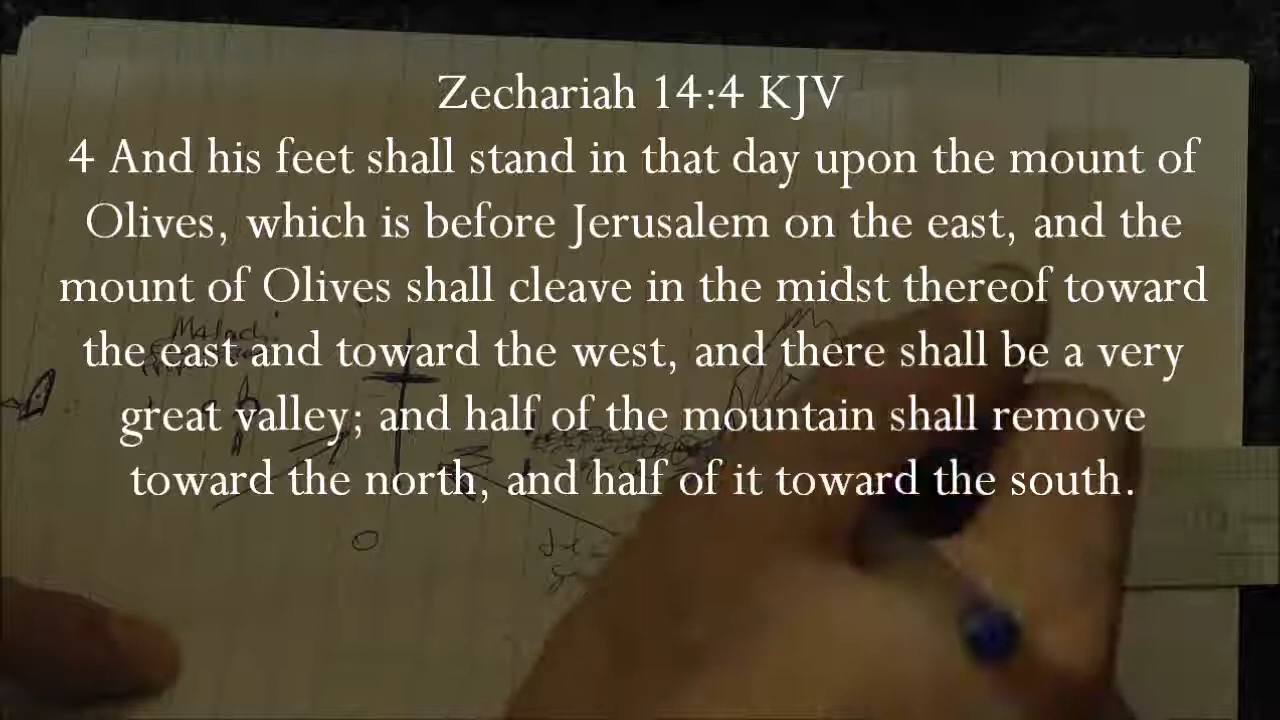 Zechariah 14:4 KJV
4 And his feet shall stand in that day upon the mount of
Olives, which is before Jerusalem on the east, and the
mount of Olives shall cleave in the midst thereof toward
the east and toward the west, and there shall be a very
great valley; and half of the mountain shall remove
toward the north, and half of it toward the south.
Malachi